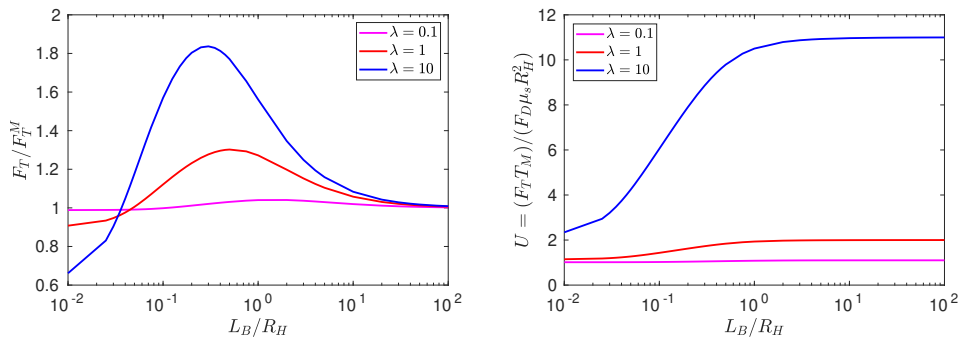 2
1.8
1.6
1.4
1.2
1
0.8
0.6
F_T/F_T^M
λ = 0.1
λ = 1
λ = 10
10^-2
10^-1
10^0
10^1
10^2
L_B/R_H
12
10
8
6
4
2
0
U = (F_T T_M)/(F_D μ_s R_H^2)
λ = 0.1
λ = 1
λ = 10
10^-2
10^-1
10^0
10^1
10^2
L_B/R_H